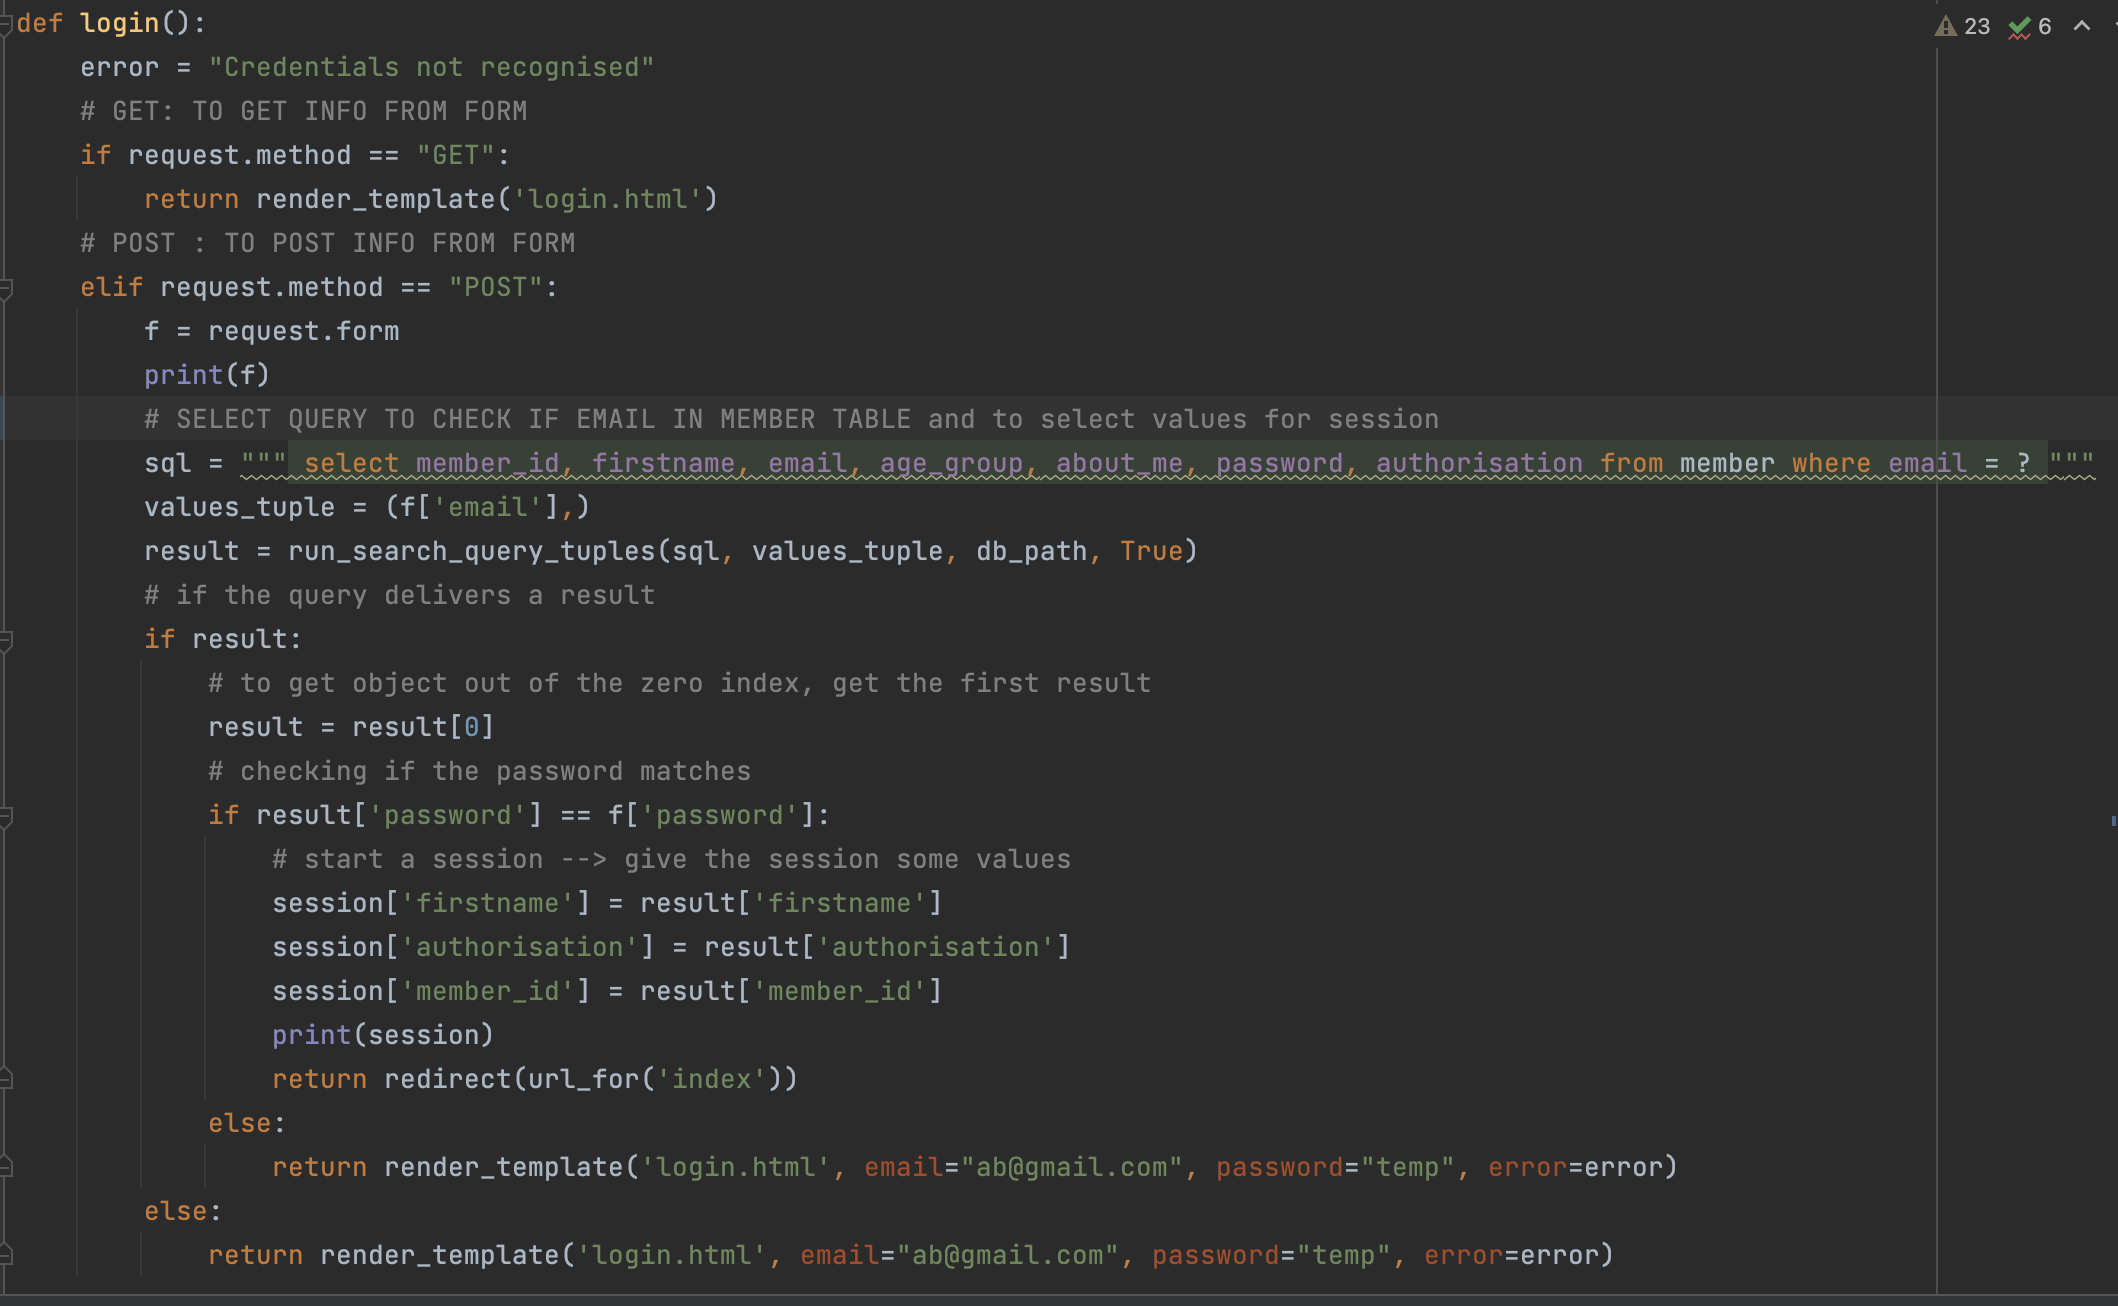 def login(): 23 6
    error = "Credentials not recognised"
    # GET: TO GET INFO FROM FORM
    if request.method == "GET":
        return render_template('login.html')
    # POST : TO POST INFO FROM FORM
    elif request.method == "POST":
        f = request.form
        print(f)
        # SELECT QUERY TO CHECK IF EMAIL IN MEMBER TABLE and to select values for session
        sql = """ select member_id, firstname, email, age_group, about_me, password, authorisation from member where email = ? """
        values_tuple = (f['email'],)
        result = run_search_query_tuples(sql, values_tuple, db_path, True)
        # if the query delivers a result
        if result:
            # to get object out of the zero index, get the first result
            result = result[0]
            # checking if the password matches
            if result['password'] == f['password']:
                # start a session --> give the session some values
                session['firstname'] = result['firstname']
                session['authorisation'] = result['authorisation']
                session['member_id'] = result['member_id']
                print(session)
                return redirect(url_for('index'))
            else:
                return render_template('login.html', email="ab@gmail.com", password="temp", error=error)
        else:
            return render_template('login.html', email="ab@gmail.com", password="temp", error=error)